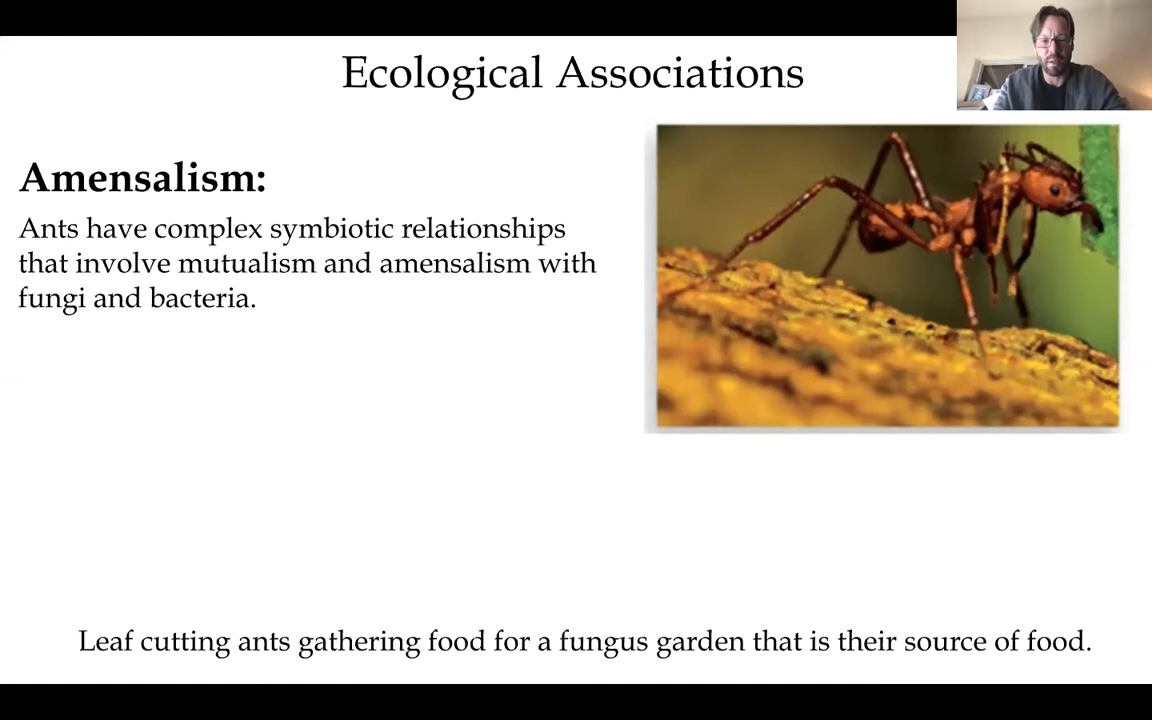 Ecological Associations
Amensalism:
Ants have complex symbiotic relationships
that involve mutualism and amensalism with
fungi and bacteria.
Leaf cutting ants gathering food for a fungus garden that is their source of food.